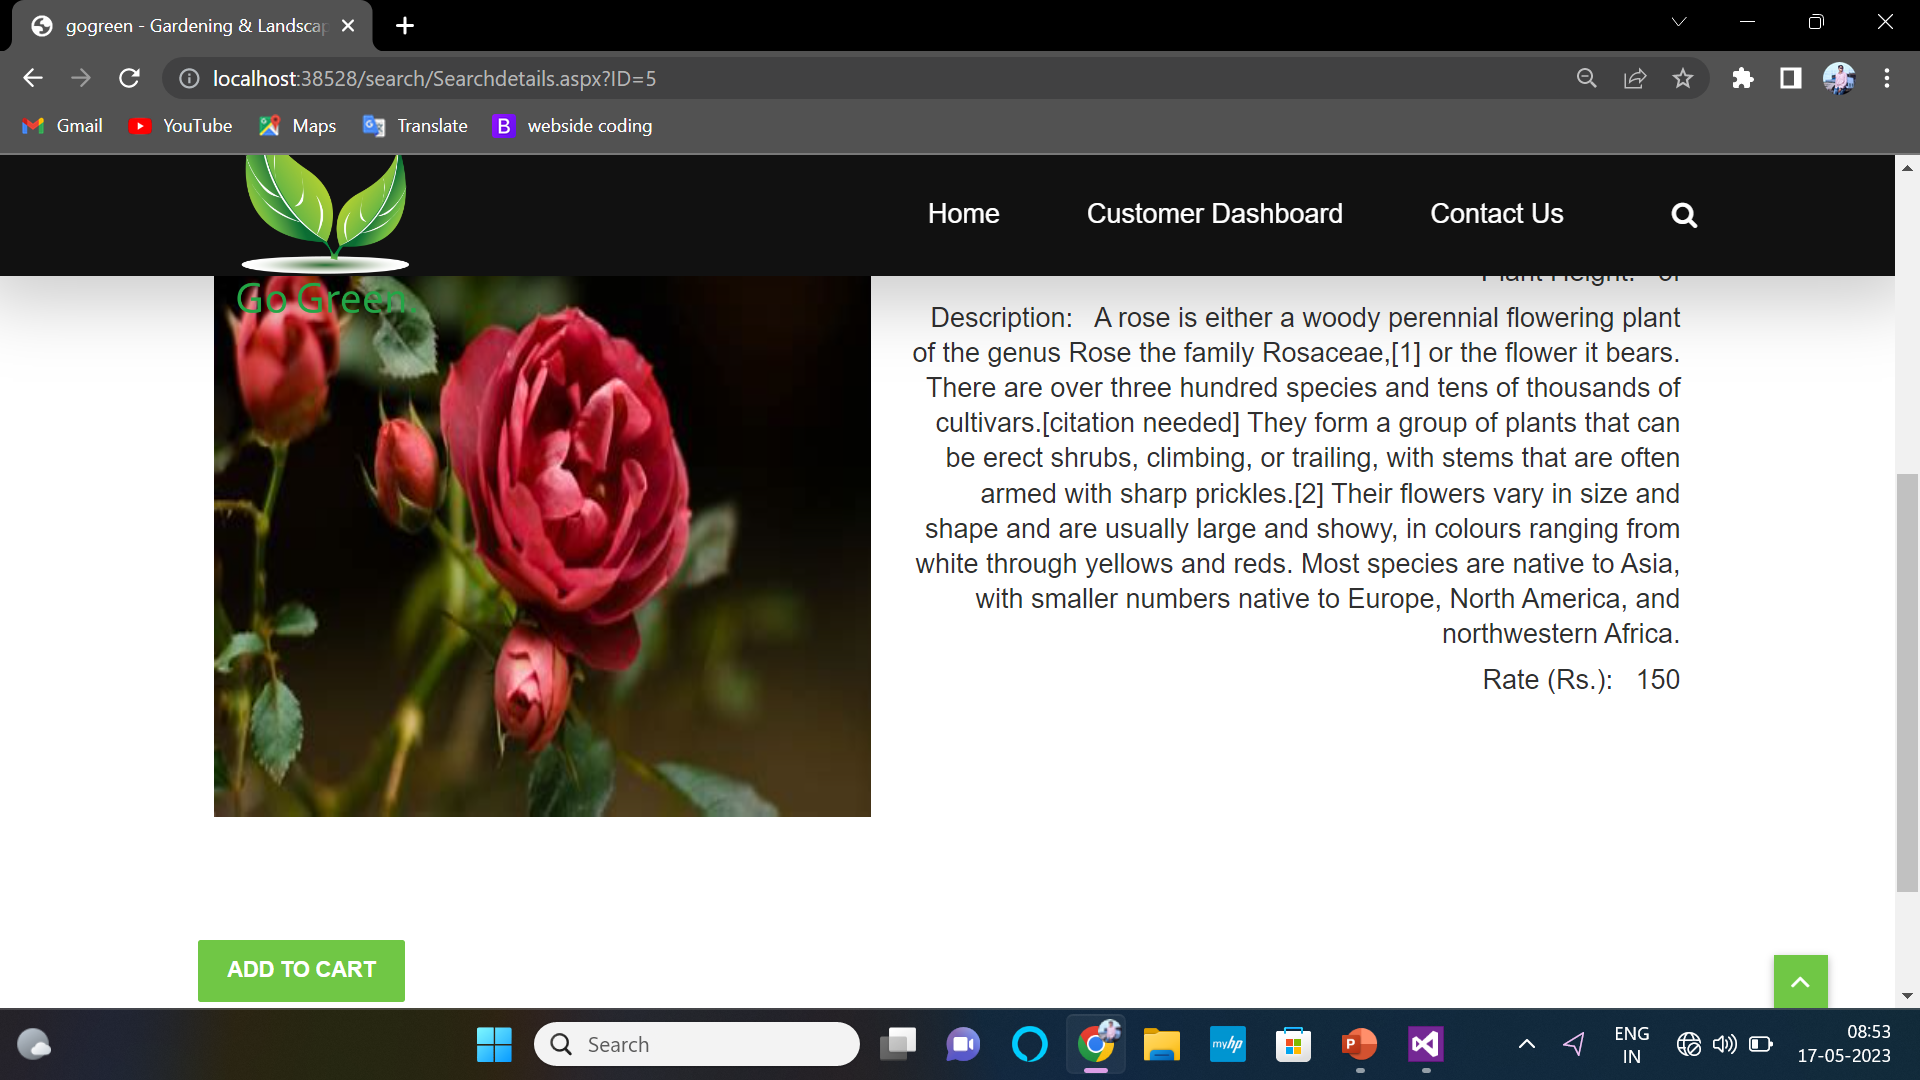 gogreen - Gardening & Landsca
localhost:38528/search/Searchdetails.aspx?ID=5
Gmail
YouTube
Maps
Translate
B
webside coding
Home
Customer Dashboard
Contact Us
Go Green.
Plant Height:
Description: A rose is either a woody perennial flowering plant
of the genus Rose the family Rosaceae,[1] or the flower it bears.
There are over three hundred species and tens of thousands of
cultivars.[citation needed] They form a group of plants that can
be erect shrubs, climbing, or trailing, with stems that are often
armed with sharp prickles.[2] Their flowers vary in size and
shape and are usually large and showy, in colours ranging from
white through yellows and reds. Most species are native to Asia,
with smaller numbers native to Europe, North America, and
northwestern Africa.
Rate (Rs.): 150
ADD TO CART
Search
myhp
P
ENG
IN
08:53
17-05-2023